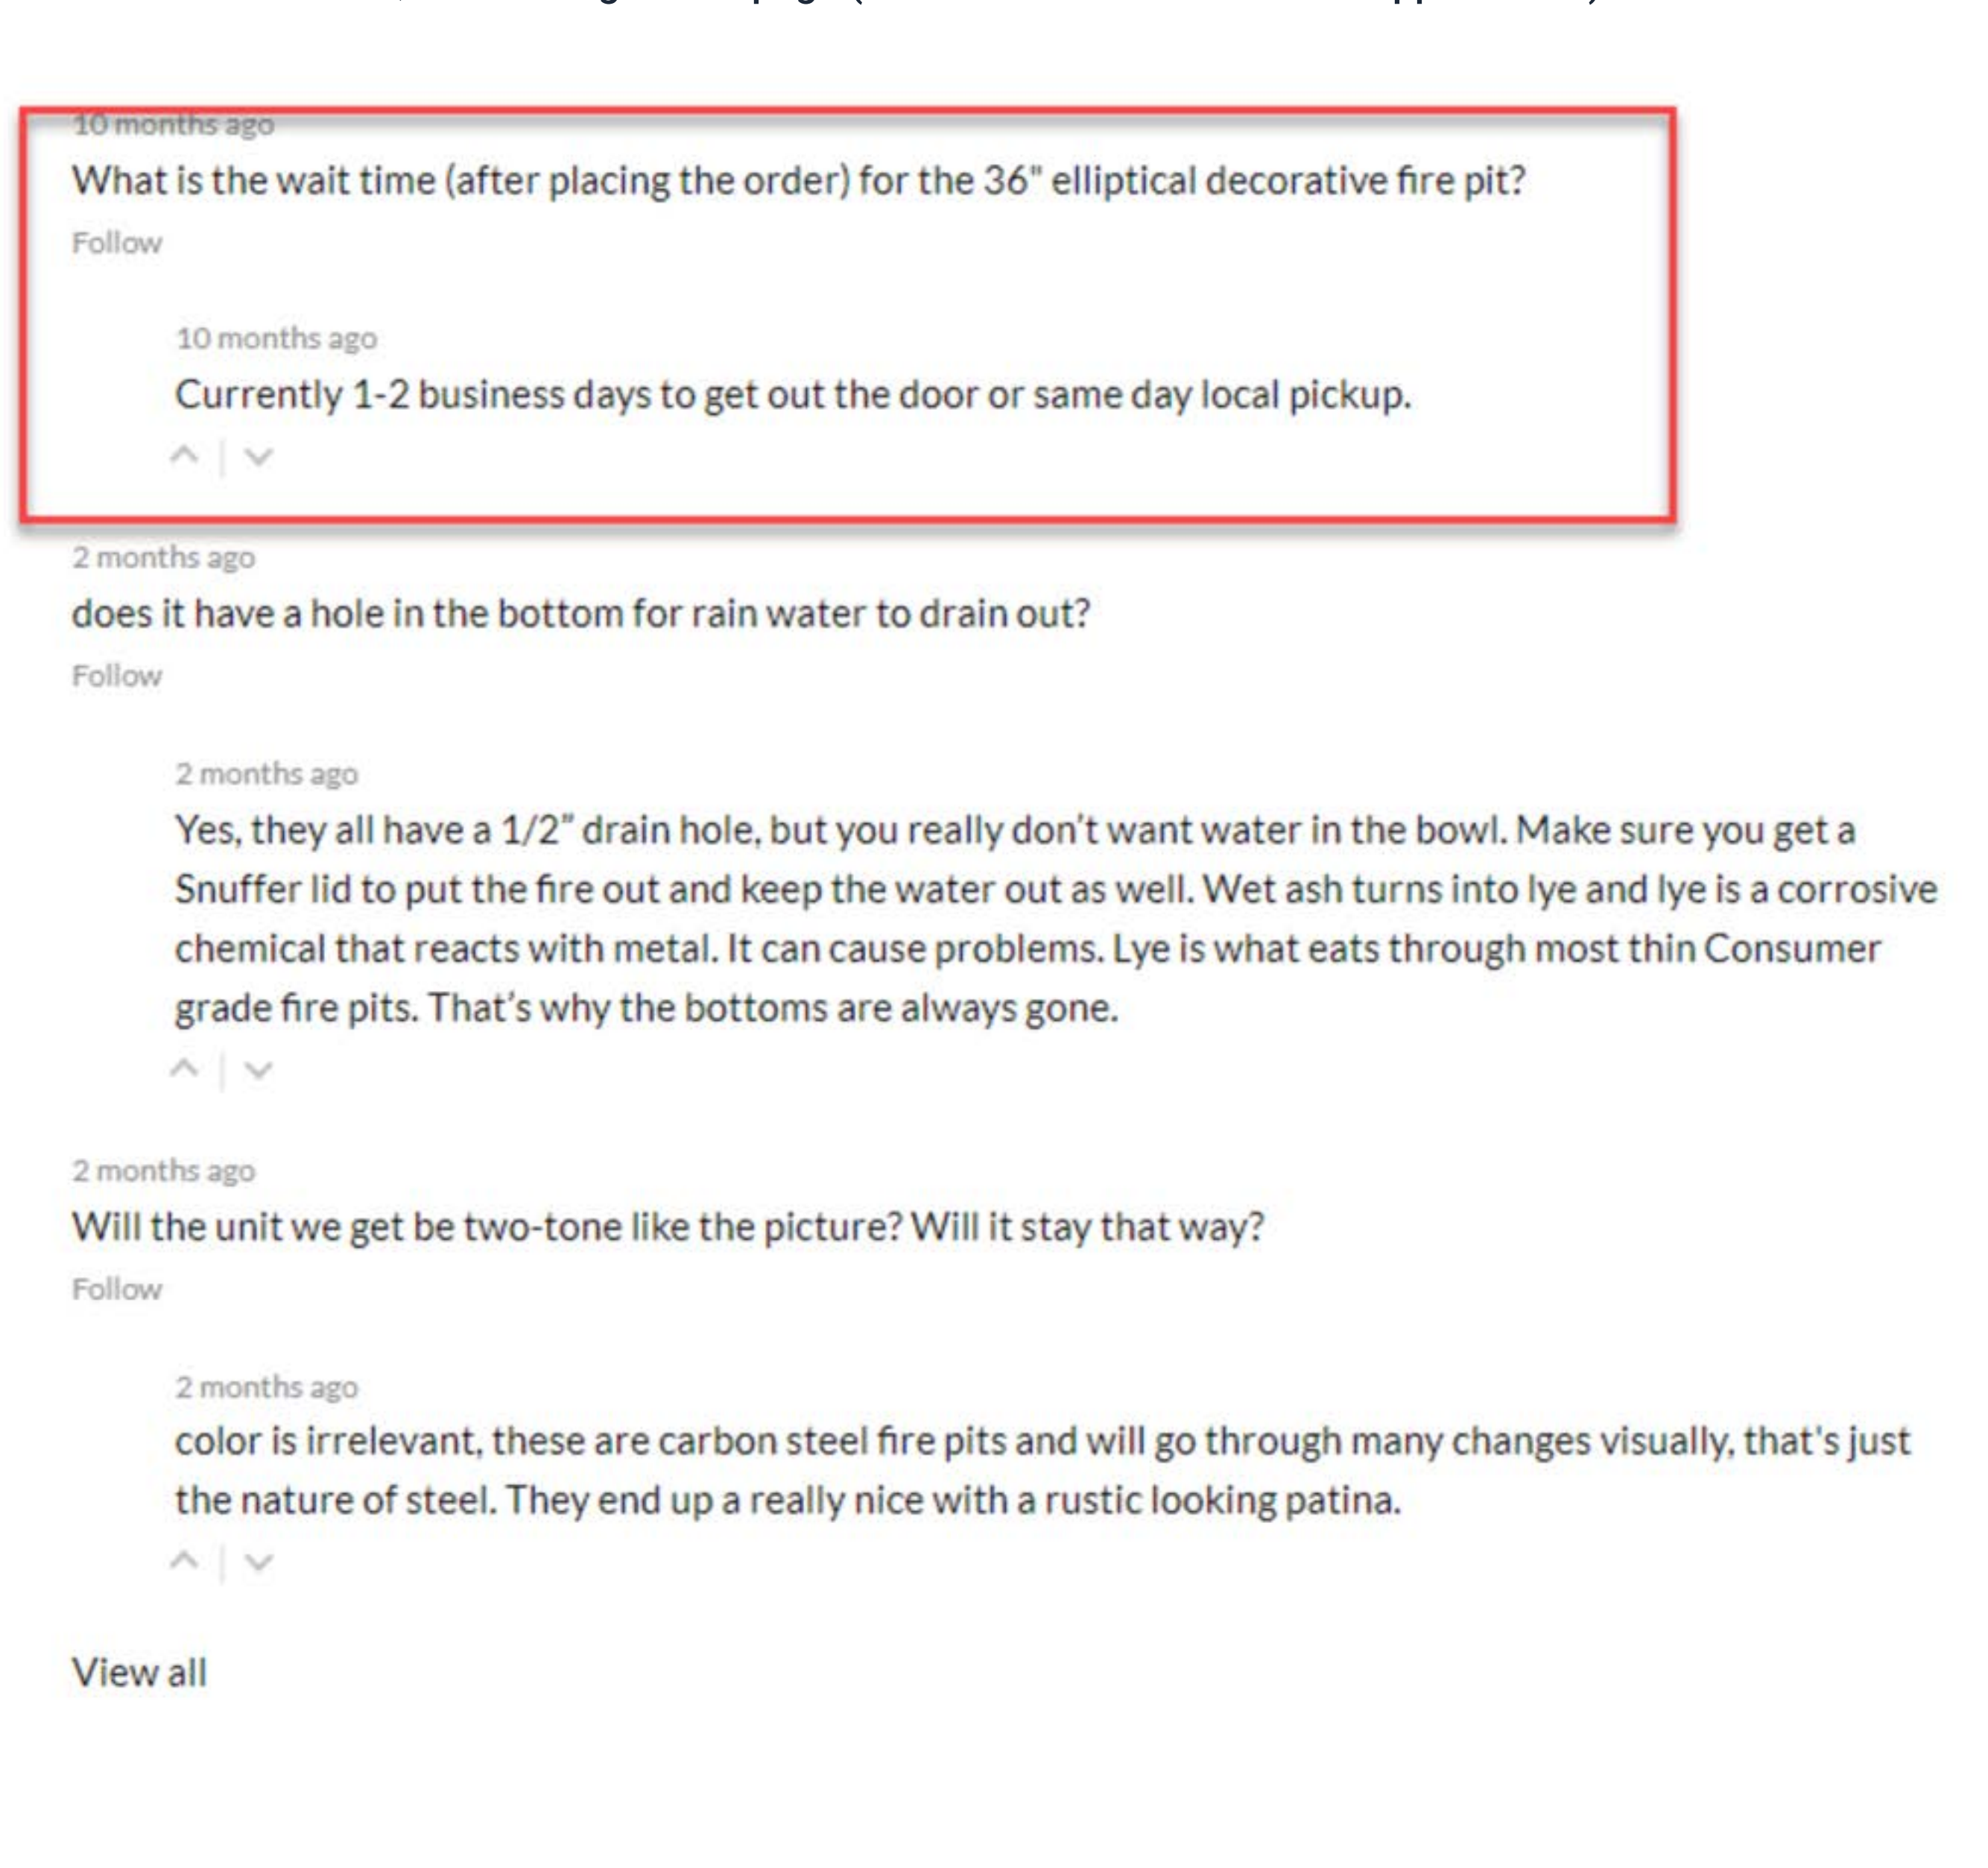 10 months ago
What is the wait time (after placing the order) for the 36" elliptical decorative fire pit?
Follow
10 months ago
Currently 1-2 business days to get out the door or same day local pickup.
2 months ago
does it have a hole in the bottom for rain water to drain out?
Follow
2 months ago
Yes, they all have a 1/2” drain hole, but you really don’t want water in the bowl. Make sure you get a
Snuffer lid to put the fire out and keep the water out as well. Wet ash turns into lye and lye is a corrosive
chemical that reacts with metal. It can cause problems. Lye is what eats through most thin Consumer
grade fire pits. That’s why the bottoms are always gone.
2 months ago
Will the unit we get be two-tone like the picture? Will it stay that way?
Follow
2 months ago
color is irrelevant, these are carbon steel fire pits and will go through many changes visually, that's just
the nature of steel. They end up a really nice with a rustic looking patina.
View all